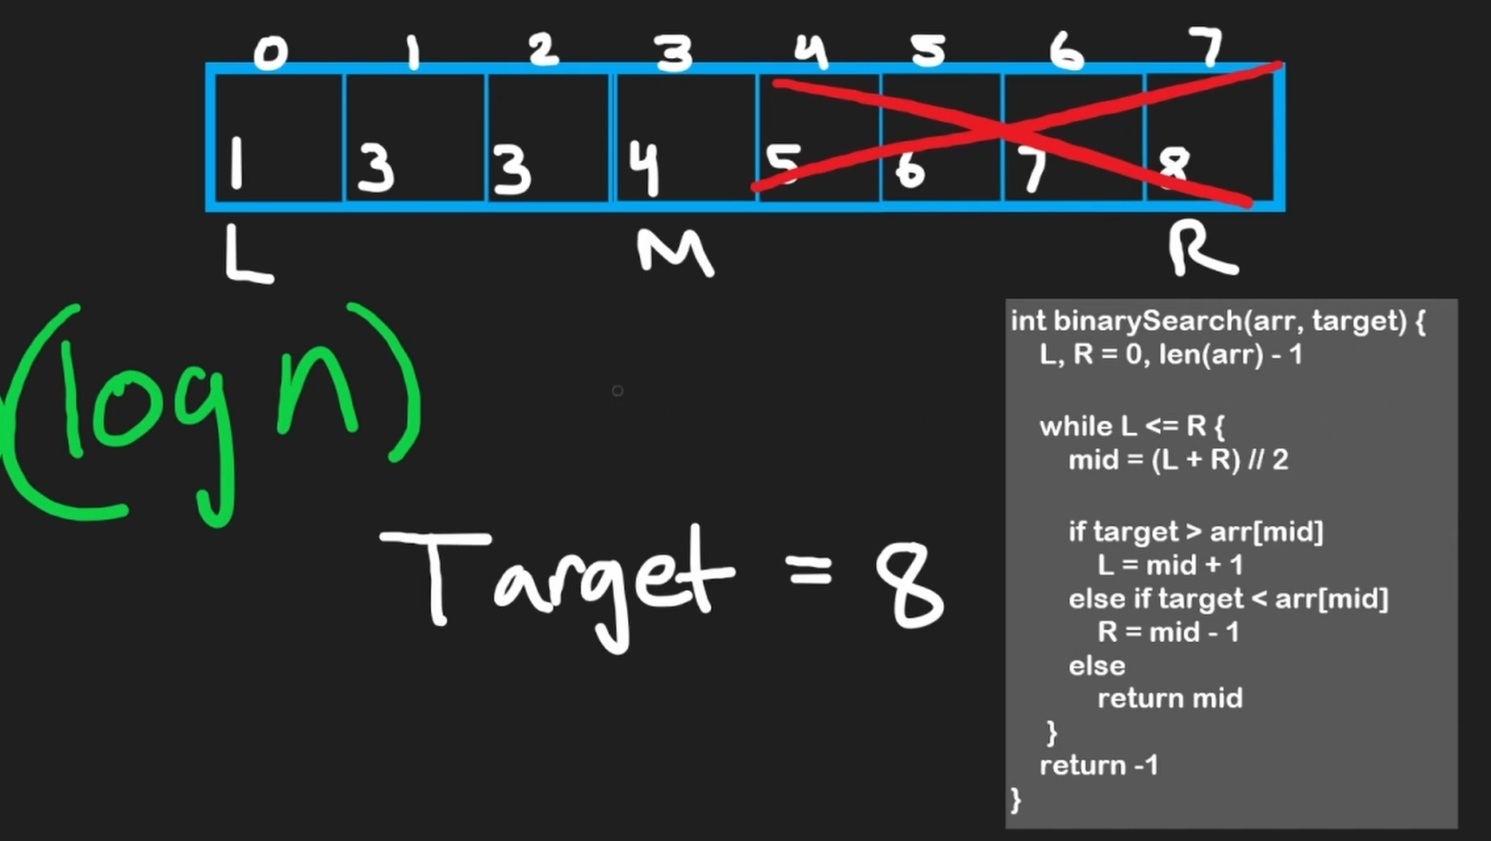 0 1 2 3 4 5 6 7
1 3 3 4 5 6 7 8
L M R
(log n)
Target = 8
int binarySearch(arr, target) {
L, R = 0, len(arr) - 1
while L <= R {
mid = (L + R) // 2
if target > arr[mid]
L = mid + 1
else if target < arr[mid]
R = mid - 1
else
return mid
}
return -1
}